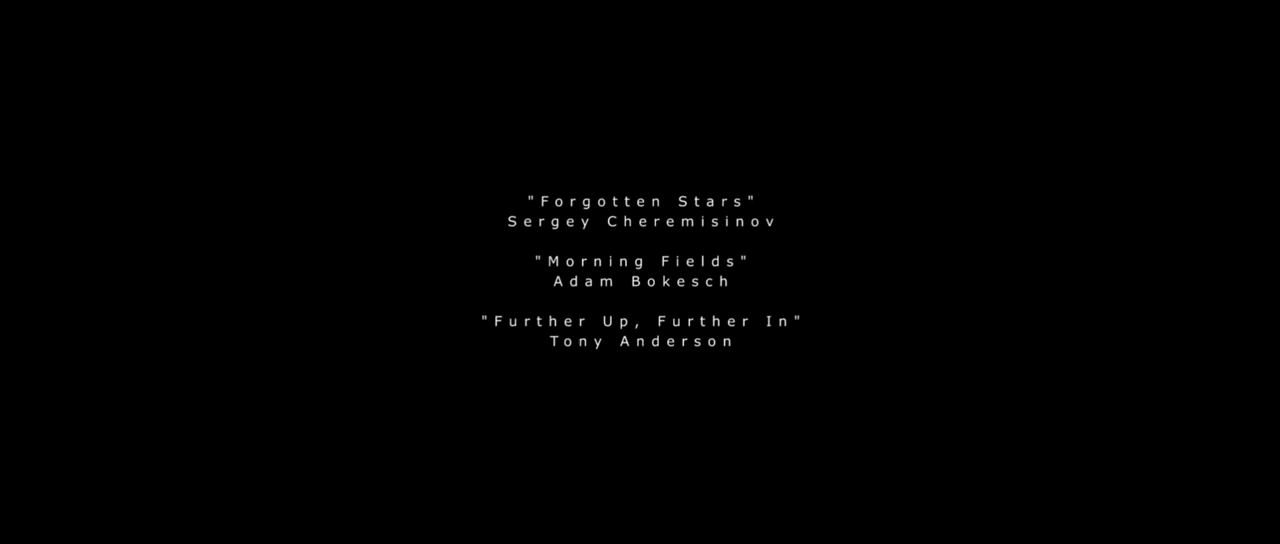 "Forgotten Stars"
Sergey Cheremisinov
"Morning Fields"
Adam Bokesch
"Further Up, Further In"
Tony Anderson